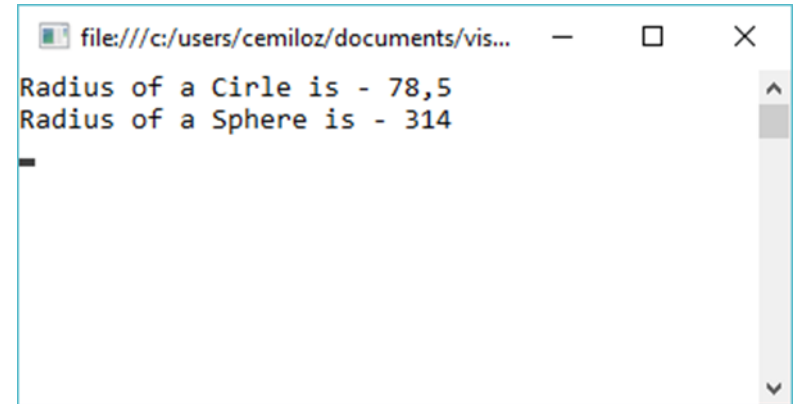 file:///c:/users/cemiloz/documents/vis...
Radius of a Cirle is - 78,5
Radius of a Sphere is - 314